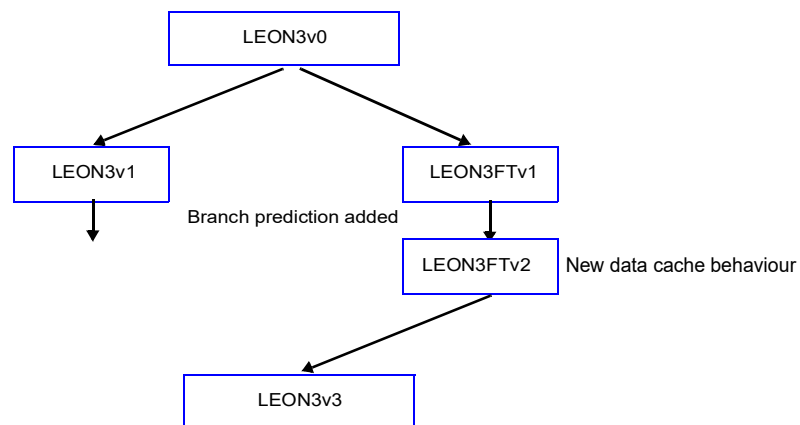 LEON3v0
LEON3v1
LEON3FTv1
Branch prediction added
LEON3FTv2
New data cache behaviour
LEON3v3